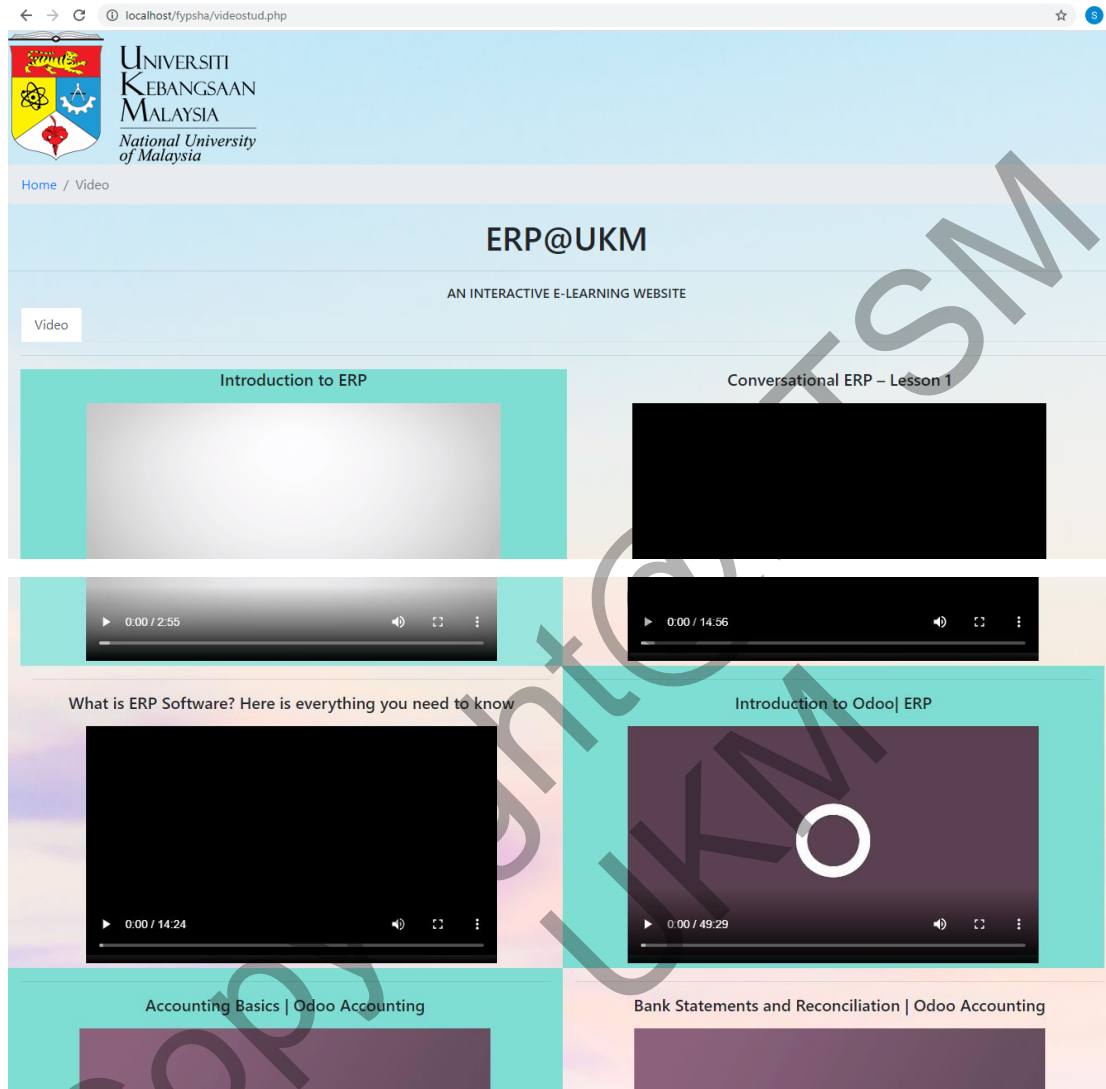 localhost/fypsha/videostud.php
S
UNIVERSITI
KEBANGSAAN
MALAYSIA
National University
of Malaysia
Home / Video
ERP@UKM
AN INTERACTIVE E-LEARNING WEBSITE
Video
Introduction to ERP
Conversational ERP – Lesson 1
0:00 / 2:55
0:00 / 14:56
What is ERP Software? Here is everything you need to know
Introduction to Odoo| ERP
0:00 / 14:24
0:00 / 49:29
Accounting Basics | Odoo Accounting
Bank Statements and Reconciliation | Odoo Accounting
Copyright@FTSM
UKM